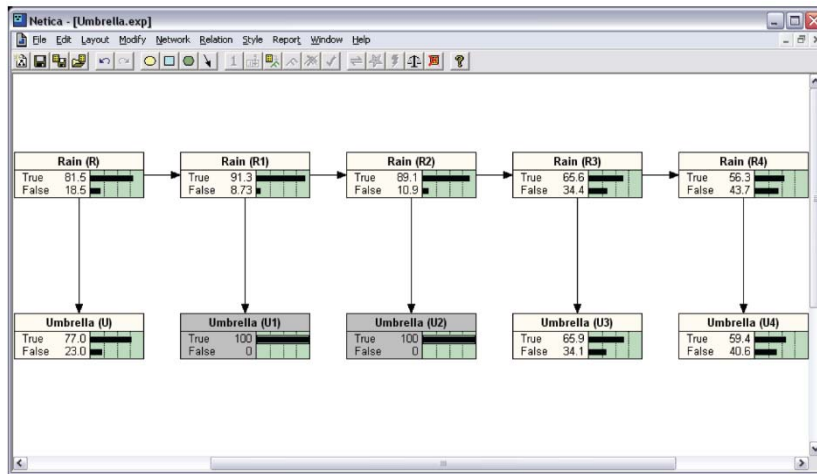 Netica - [Umbrella.exp]
File Edit Layout Modify Network Relation Style Report Window Help
Rain (R)
True 81.5
False 18.5
Rain (R1)
True 91.3
False 8.73
Rain (R2)
True 89.1
False 10.9
Rain (R3)
True 65.6
False 34.4
Rain (R4)
True 56.3
False 43.7
Umbrella (U)
True 77.0
False 23.0
Umbrella (U1)
True 100
False 0
Umbrella (U2)
True 100
False 0
Umbrella (U3)
True 65.9
False 34.1
Umbrella (U4)
True 59.4
False 40.6